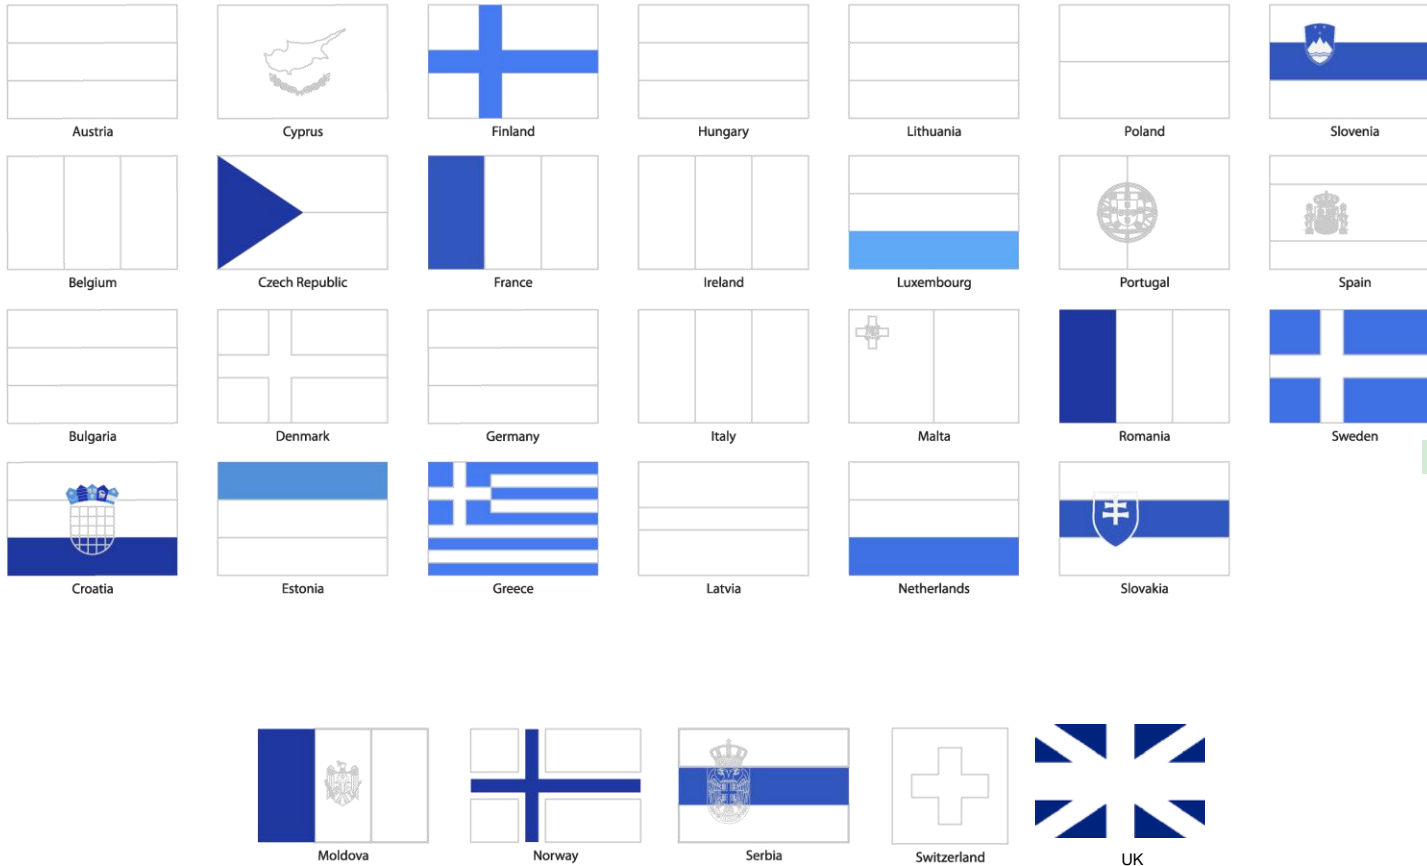 Austria Cyprus Finland Hungary Lithuania Poland Slovenia
Belgium Czech Republic France Ireland Luxembourg Portugal Spain
Bulgaria Denmark Germany Italy Malta Romania Sweden
Croatia Estonia Greece Latvia Netherlands Slovakia
Moldova Norway Serbia Switzerland UK